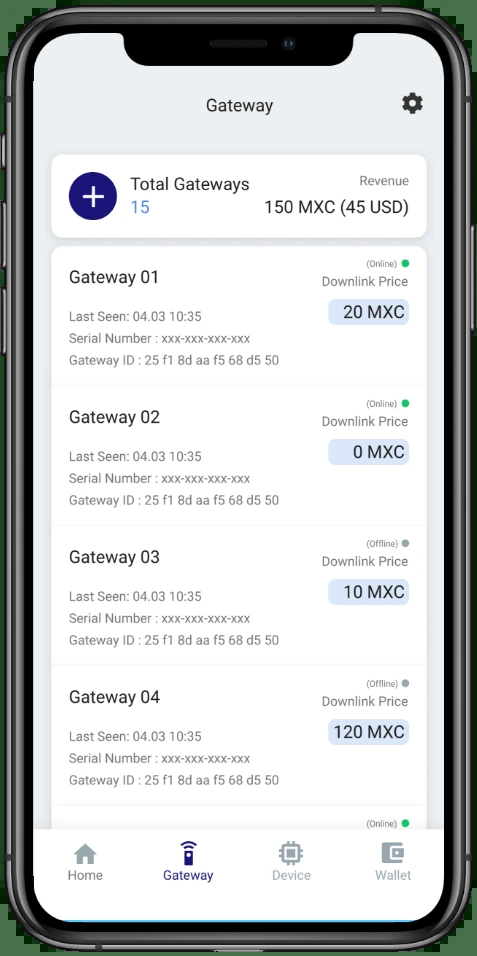 Gateway
Total Gateways
Revenue
15
150 MXC (45 USD)
(Online)
Gateway 01
Downlink Price
20 MXC
Last Seen: 04.03 10:35
Serial Number : xxx-xxx-xxx-xxx
Gateway ID : 25 f1 8d aa f5 68 d5 50
(Online)
Gateway 02
Downlink Price
0 MXC
Last Seen: 04.03 10:35
Serial Number : xxx-xxx-xxx-xxx
Gateway ID : 25 f1 8d aa f5 68 d5 50
(Offline)
Gateway 03
Downlink Price
10 MXC
Last Seen: 04.03 10:35
Serial Number : xxx-xxx-xxx-xxx
Gateway ID : 25 f1 8d aa f5 68 d5 50
(Offline)
Gateway 04
Downlink Price
120 MXC
Last Seen: 04.03 10:35
Serial Number : xxx-xxx-xxx-xxx
Gateway ID : 25 f1 8d aa f5 68 d5 50
(Online)
Home Gateway Device Wallet